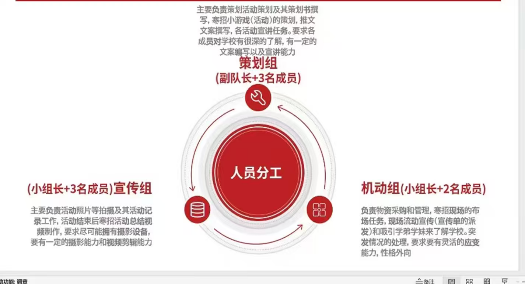 主要负责策划活动策划及其策划书撰
写，寒招小游戏（活动）的策划，推文
文案撰写，各活动宣讲任务。要求各
成员对学校有很深的了解，有一定的
文案编写以及宣讲能力
策划组
(副队长+3名成员)
人员分工
(小组长+3名成员)宣传组
主要负责活动照片等拍摄及其活动记
录工作，活动结束后寒招活动总结视
频制作，要求尽可能拥有摄影设备，
要有一定的摄影能力和视频剪辑能力
机动组(小组长+2名成员)
负责物资采购和管理，寒招现场的布
场任务，现场流动宣传（宣传单的派
发）和吸引学弟学妹来了解学校。突
发情况的处理，要求要有灵活的应变
能力，性格外向
备注